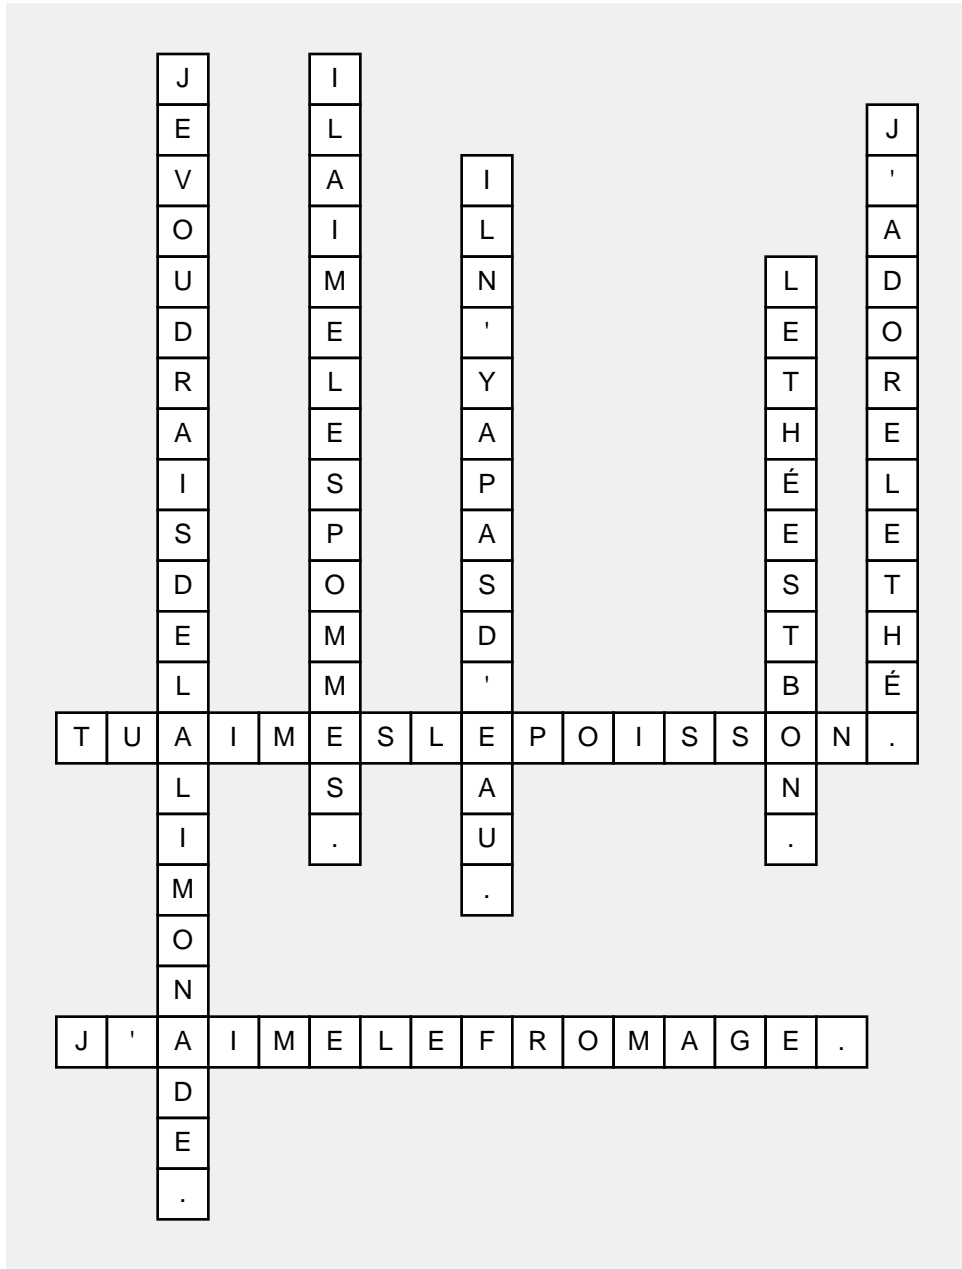 JEVOUDRAISDELALIMONADE.
ILAIMELESPOMMES.
J'ADORELETHÉ.
ILN'YAPASD'EAU.
LETHÉESTBON.
TUAIMESLEPOISSON.
J'AIMELEFROMAGE.